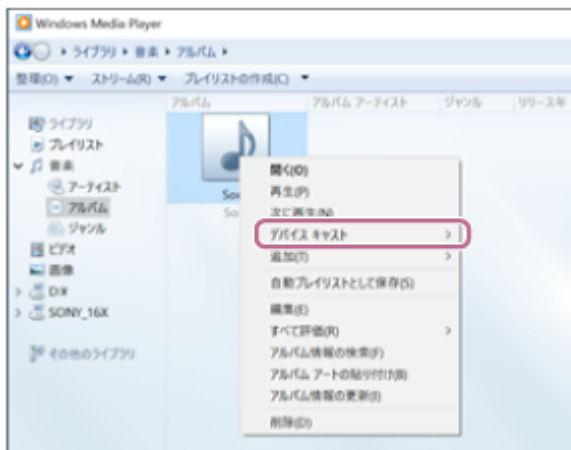 Windows Media Player
ライブラリ ▸ 音楽 ▸ アルバム ▸
整理(O) ストリーム(R) プレイリストの作成(C)
アルバム アルバム アーティスト ジャンル リリース年
ライブラリ
プレイリスト
音楽
アーティスト
アルバム
ジャンル
ビデオ
画像
D:¥
SONY_16X
その他のライブラリ
開く(O)
再生(P)
次に再生(N)
デバイス キャスト
追加(T)
自動プレイリストとして保存(S)
編集(E)
すべて評価(R)
アルバム情報の検索(F)
アルバム アートの貼り付け(B)
アルバム情報の更新(I)
削除(D)